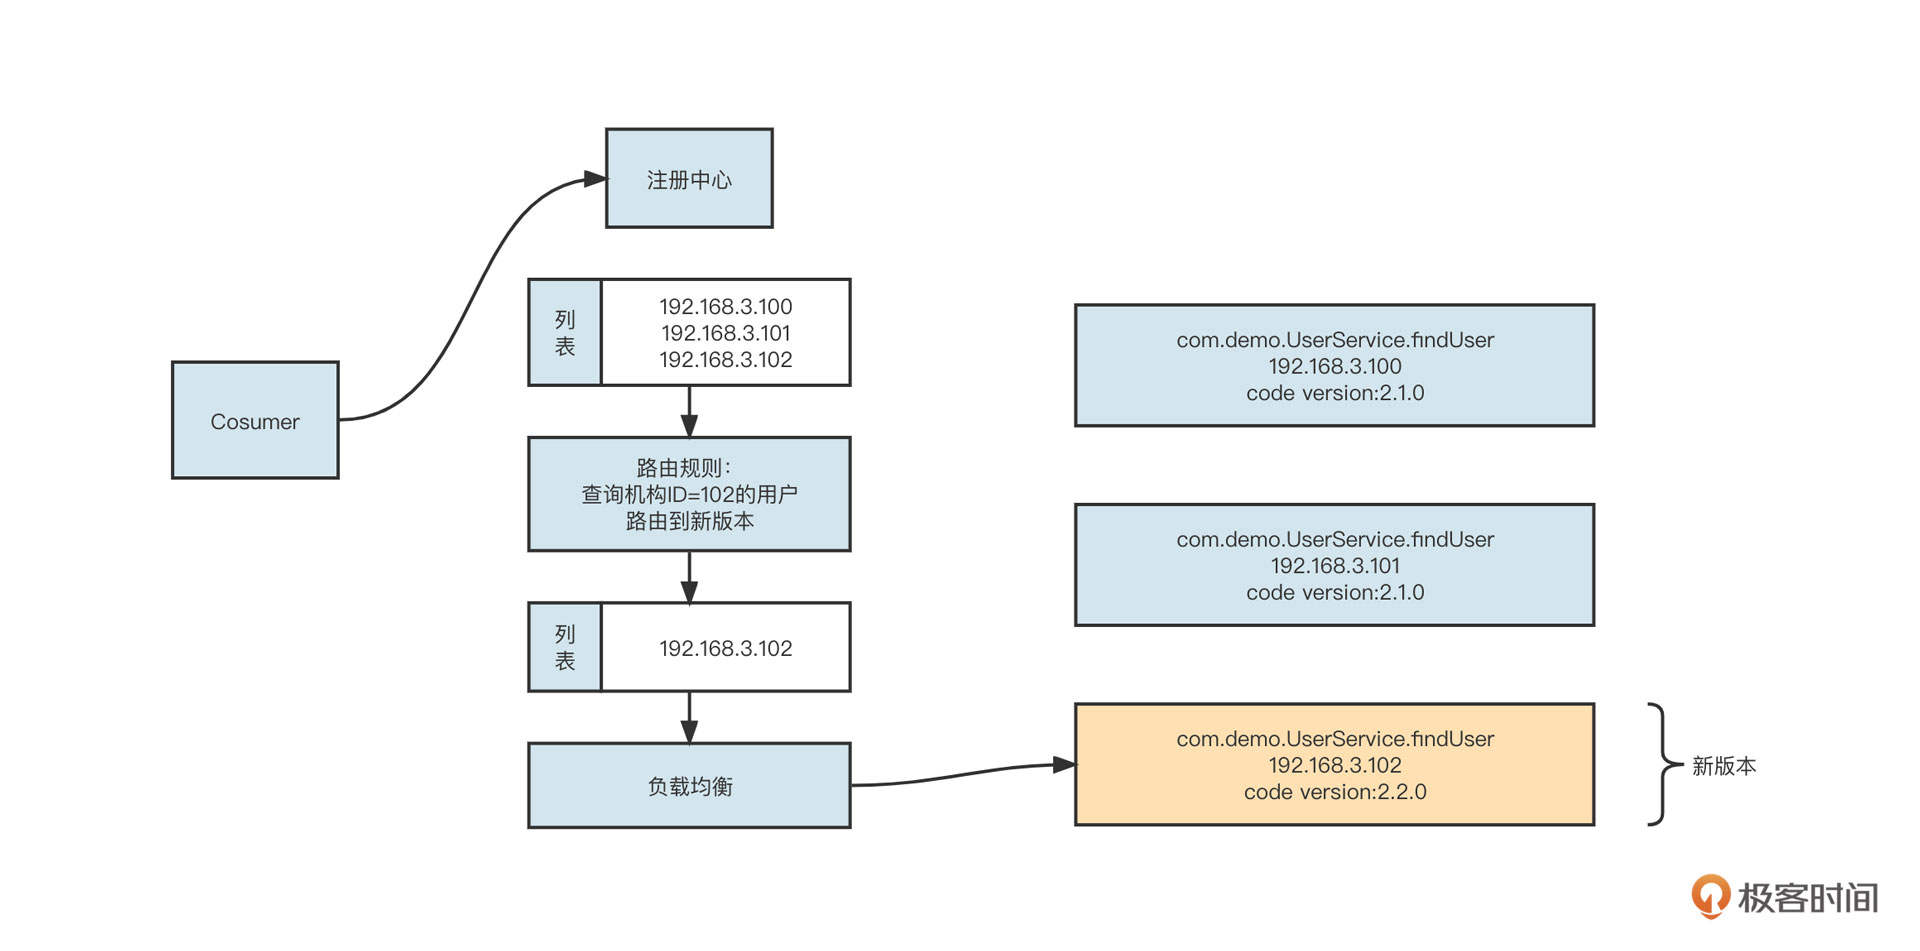 注册中心
列
表
192.168.3.100
192.168.3.101
192.168.3.102
Cosumer
路由规则：
查询机构ID=102的用户
路由到新版本
列
表
192.168.3.102
负载均衡
com.demo.UserService.findUser
192.168.3.100
code version:2.1.0
com.demo.UserService.findUser
192.168.3.101
code version:2.1.0
com.demo.UserService.findUser
192.168.3.102
code version:2.2.0
新版本
极客时间